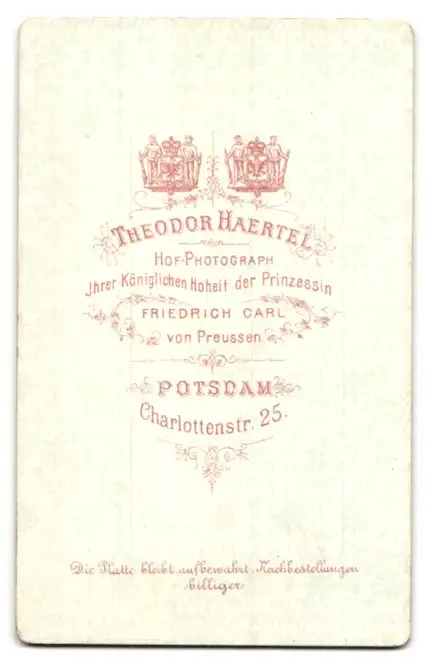 THEODOR HAERTEL
HOF-PHOTOGRAPH
Jhrer Königlichen Hoheit der Prinzessin
FRIEDRICH CARL
von Preussen.
POTSDAM
Charlottenstr. 25.
Die Platte bleibt aufbewahrt. Nachbestellungen
billiger